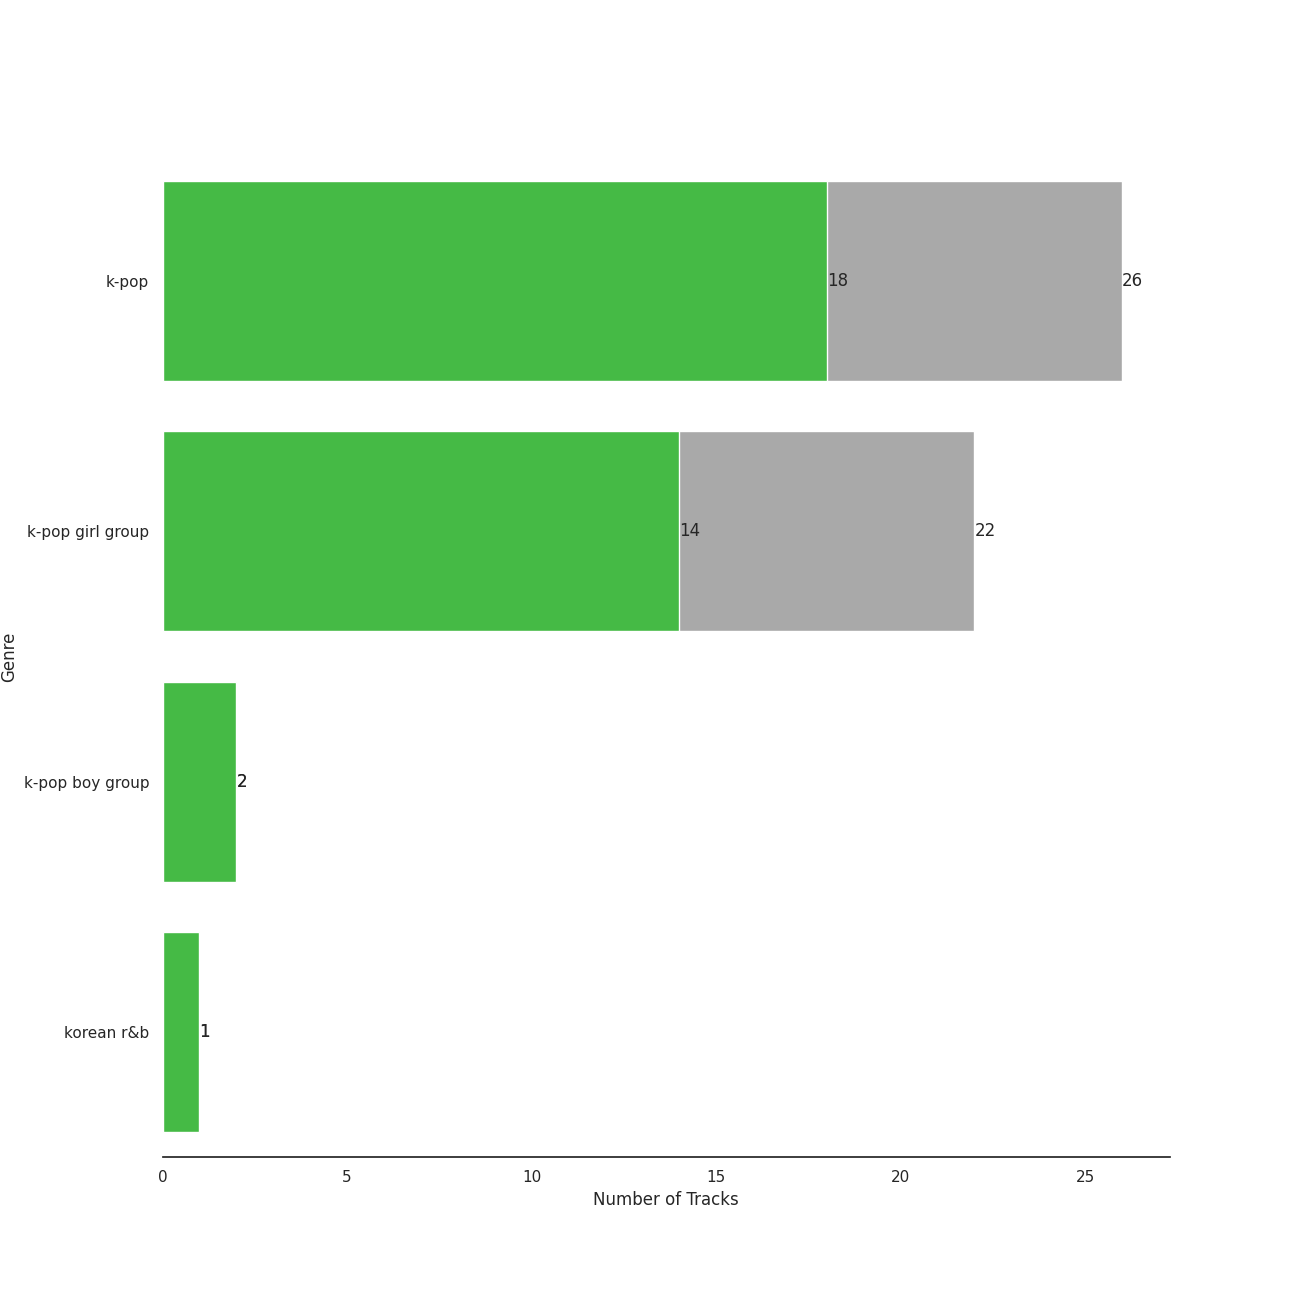 k-pop
18
26
k-pop girl group
14
22
Genre
k-pop boy group
2
korean r&b
1
0 5 10 15 20 25
Number of Tracks